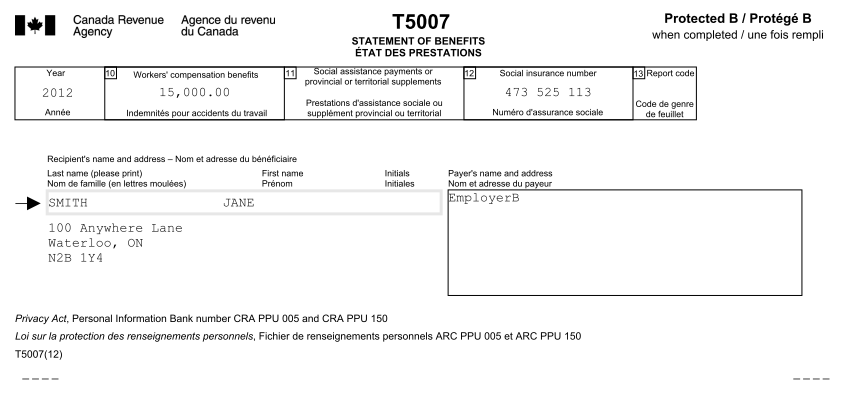 Canada Revenue Agency
Agence du revenu du Canada
T5007
STATEMENT OF BENEFITS
ÉTAT DES PRESTATIONS
Protected B / Protégé B
when completed / une fois rempli
Year
2012
Année
10
Workers' compensation benefits
15,000.00
Indemnités pour accidents du travail
11
Social assistance payments or
provincial or territorial supplements
Prestations d'assistance sociale ou
supplément provincial ou territorial
12
Social insurance number
473 525 113
Numéro d'assurance sociale
13 Report code
Code de genre
de feuillet
Recipient's name and address – Nom et adresse du bénéficiaire
Last name (please print) First name Initials
Nom de famille (en lettres moulées) Prénom Initiales
SMITH JANE
100 Anywhere Lane
Waterloo, ON
N2B 1Y4
Payer's name and address
Nom et adresse du payeur
EmployerB
Privacy Act, Personal Information Bank number CRA PPU 005 and CRA PPU 150
Loi sur la protection des renseignements personnels, Fichier de renseignements personnels ARC PPU 005 et ARC PPU 150
T5007(12)